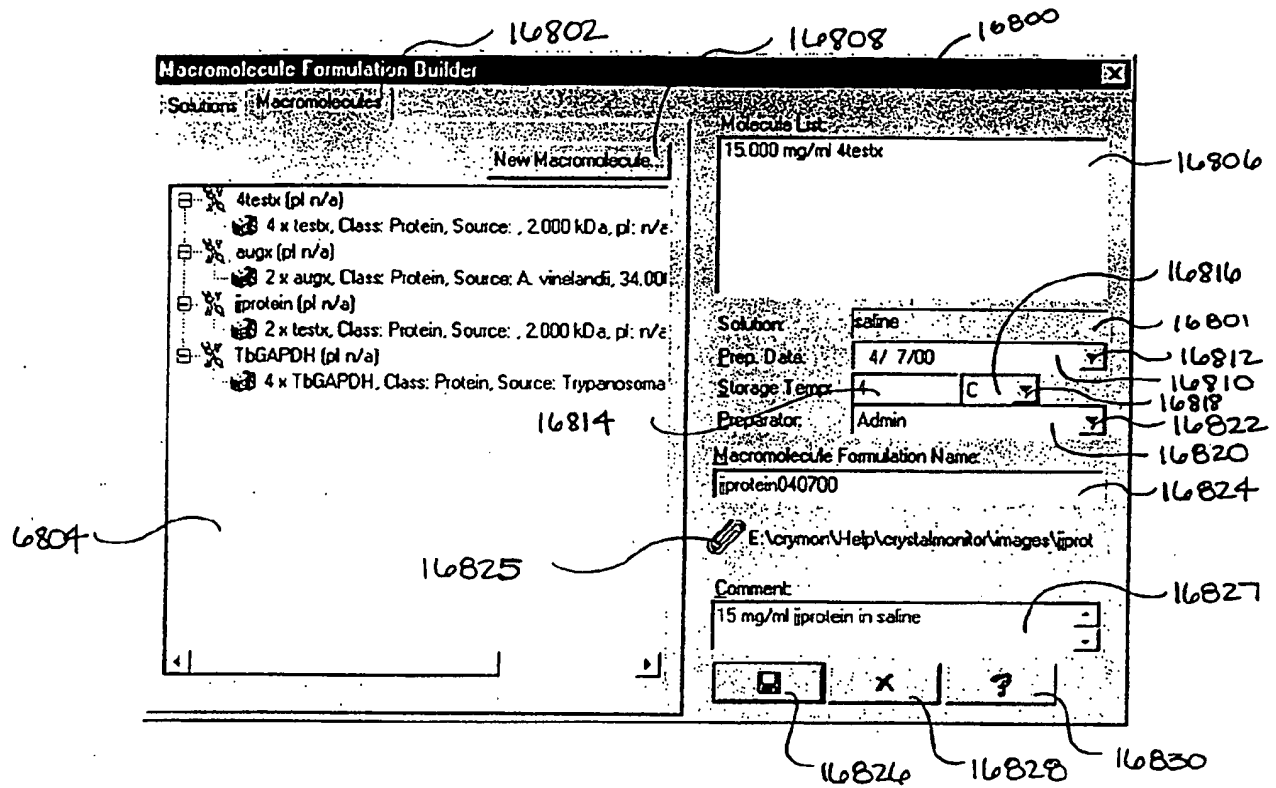 16802
16808
16800
Macromolecule Formulation Builder
Solutions Macromolecules
New Macromolecule...
4testx (pI n/a)
4 x testx, Class: Protein, Source: , 2.000 kDa, pI: n/a
augx (pI n/a)
2 x augx, Class: Protein, Source: A. vinelandii, 34.00
jjprotein (pI n/a)
2 x testx, Class: Protein, Source: , 2.000 kDa, pI: n/a
TbGAPDH (pI n/a)
4 x TbGAPDH, Class: Protein, Source: Trypanosoma
6804
16814
16825
Molecule List:
15.000 mg/ml 4testx
16806
16816
Solution: saline
16801
Prep. Date: 4/ 7/00
16812
16810
Storage Temp: 4 C
16818
Preparator: Admin
16822
16820
Macromolecule Formulation Name:
jjprotein040700
16824
E:\crymon\Help\crystalmonitor\images\jjprot
Comment:
15 mg/ml jjprotein in saline
16827
X
?
16826
16828
16830